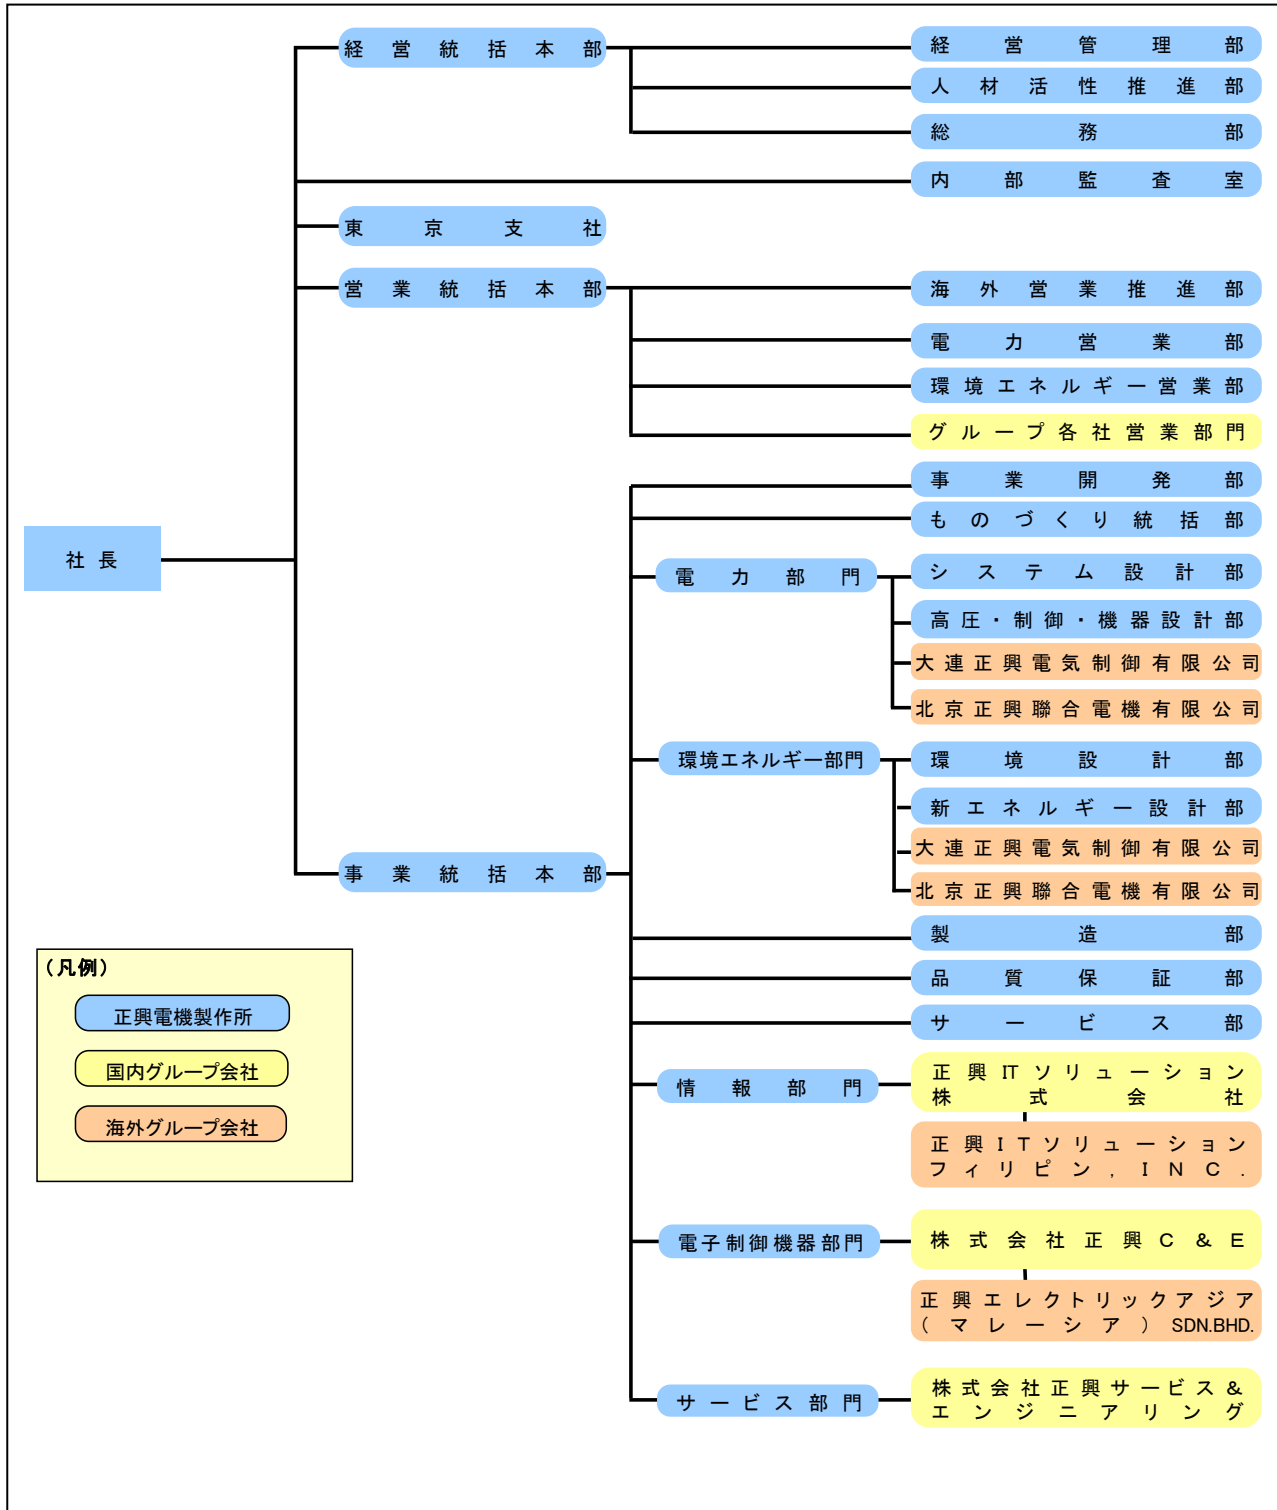 経営統括本部
経営管理部
人材活性推進部
総務部
内部監査室
東京支社
営業統括本部
海外営業推進部
電力営業部
環境エネルギー営業部
グループ各社営業部門
事業開発部
ものづくり統括部
社長
電力部門
システム設計部
高圧・制御・機器設計部
大連正興電気制御有限公司
北京正興聯合電機有限公司
環境エネルギー部門
環境設計部
新エネルギー設計部
大連正興電気制御有限公司
北京正興聯合電機有限公司
事業統括本部
製造部
品質保証部
サービス部
情報部門
正興ITソリューション
株式会社
正興ITソリューション
フィリピン,INC.
電子制御機器部門
株式会社正興C&E
正興エレクトリックアジア
(マレーシア)SDN.BHD.
サービス部門
株式会社正興サービス&
エンジニアリング
(凡例)
正興電機製作所
国内グループ会社
海外グループ会社